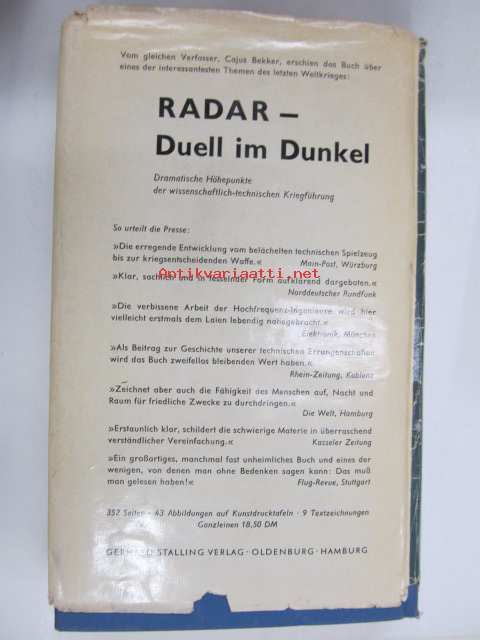 Vom gleichen Verfasser, Cajus Bekker, erschien das Buch über
eines der interessantesten Themen des letzten Weltkrieges:
RADAR –
Duell im Dunkel
Dramatische Höhepunkte
der wissenschaftlich-technischen Kriegführung
So urteilt die Presse:
»Die erregende Entwicklung vom belächelten technischen Spielzeug
bis zur kriegsentscheidenden Waffe.« Main-Post, Würzburg
Antikvariaatti.net
»Klar, sachlich und in fesselnder Form aufklärend dargeboten.«
Norddeutscher Rundfunk
»Die verbissene Arbeit der Hochfrequenz-Ingenieure wird hier
vielleicht erstmals dem Laien lebendig nahegebracht.«
Elektronik, München
»Als Beitrag zur Geschichte unserer technischen Errungenschaften
wird das Buch zweifellos bleibenden Wert haben.«
Rhein-Zeitung, Koblenz
»Zeichnet aber auch die Fähigkeit des Menschen auf, Nacht und
Raum für friedliche Zwecke zu durchdringen.«
Die Welt, Hamburg
»Erstaunlich klar, schildert die schwierige Materie in überraschend
verständlicher Vereinfachung.« Kasseler Zeitung
»Ein großartiges, manchmal fast unheimliches Buch und eines der
wenigen, von denen man ohne Bedenken sagen kann: Das muß
man gelesen haben!« Flug-Revue, Stuttgart
352 Seiten · 43 Abbildungen auf Kunstdrucktafeln · 9 Textzeichnungen
Ganzleinen 18,50 DM
GERHARD STALLING VERLAG · OLDENBURG · HAMBURG